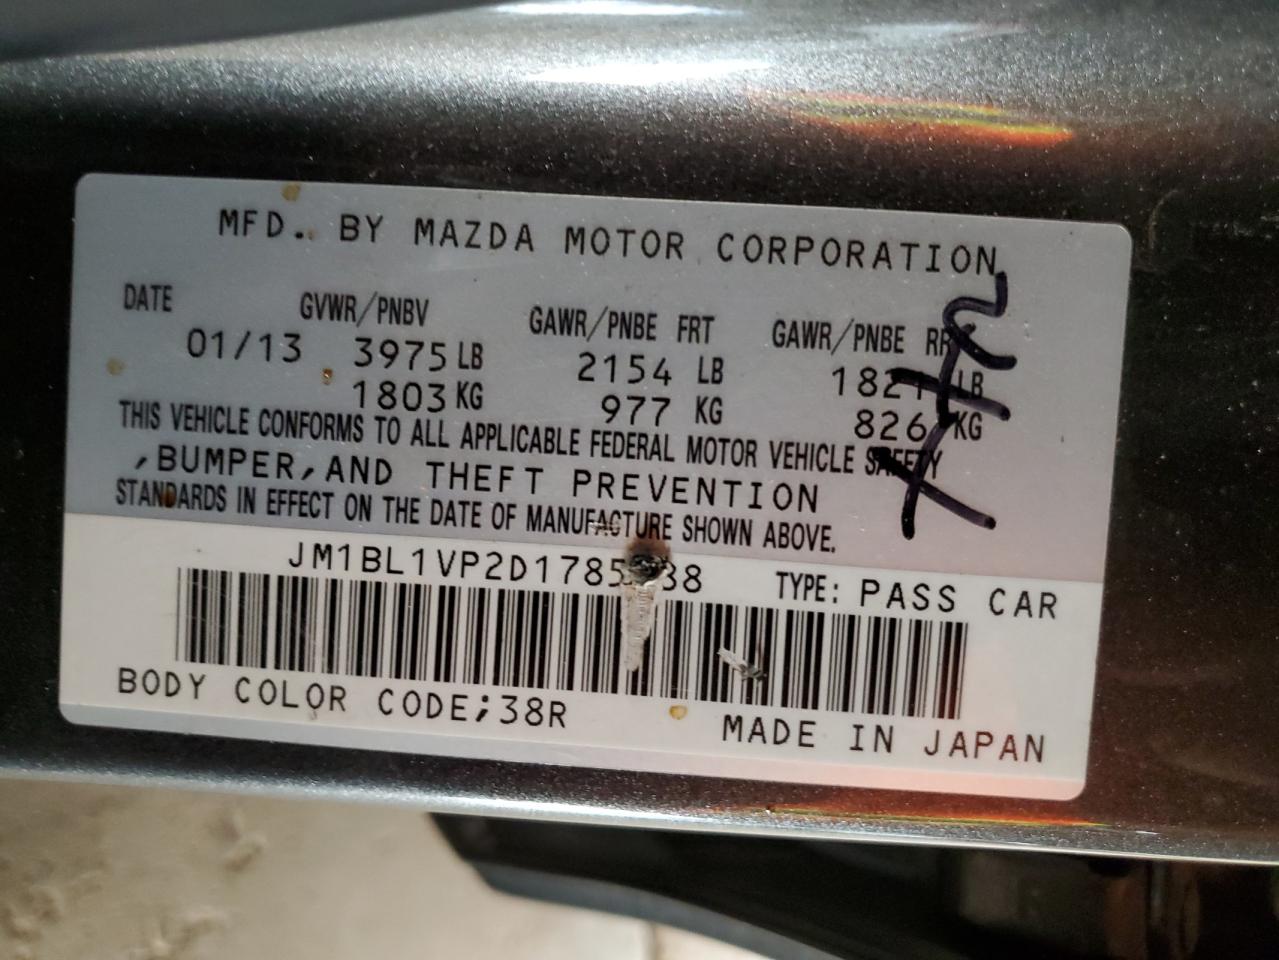 MFD. BY MAZDA MOTOR CORPORATION
DATE GVWR/PNBV GAWR/PNBE FRT GAWR/PNBE RR
01/13 3975 LB 2154 LB LB
1803 KG 977 KG 826 KG
THIS VEHICLE CONFORMS TO ALL APPLICABLE FEDERAL MOTOR VEHICLE SAFETY
,BUMPER,AND THEFT PREVENTION
STANDARDS IN EFFECT ON THE DATE OF MANUFACTURE SHOWN ABOVE.
TYPE: PASS CAR
BODY COLOR CODE;38R MADE IN JAPAN